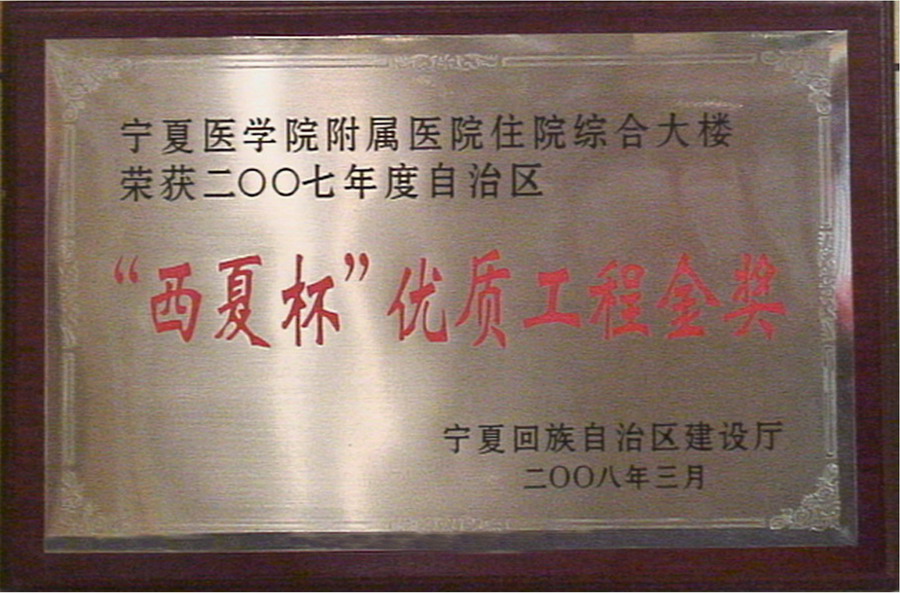 宁夏医学院附属医院住院综合大楼
荣获二〇〇七年度自治区
“西夏杯”优质工程金奖
宁夏回族自治区建设厅
二〇〇八年三月